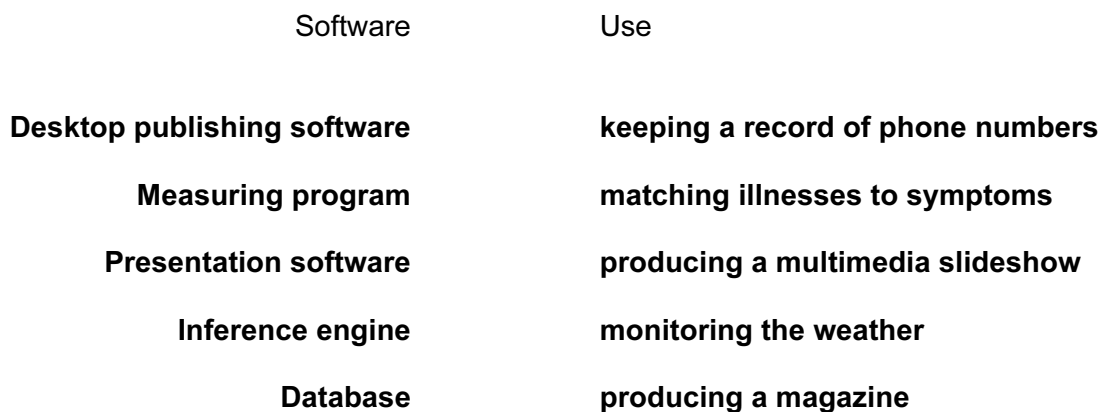 Software Use
Desktop publishing software keeping a record of phone numbers
Measuring program matching illnesses to symptoms
Presentation software producing a multimedia slideshow
Inference engine monitoring the weather
Database producing a magazine